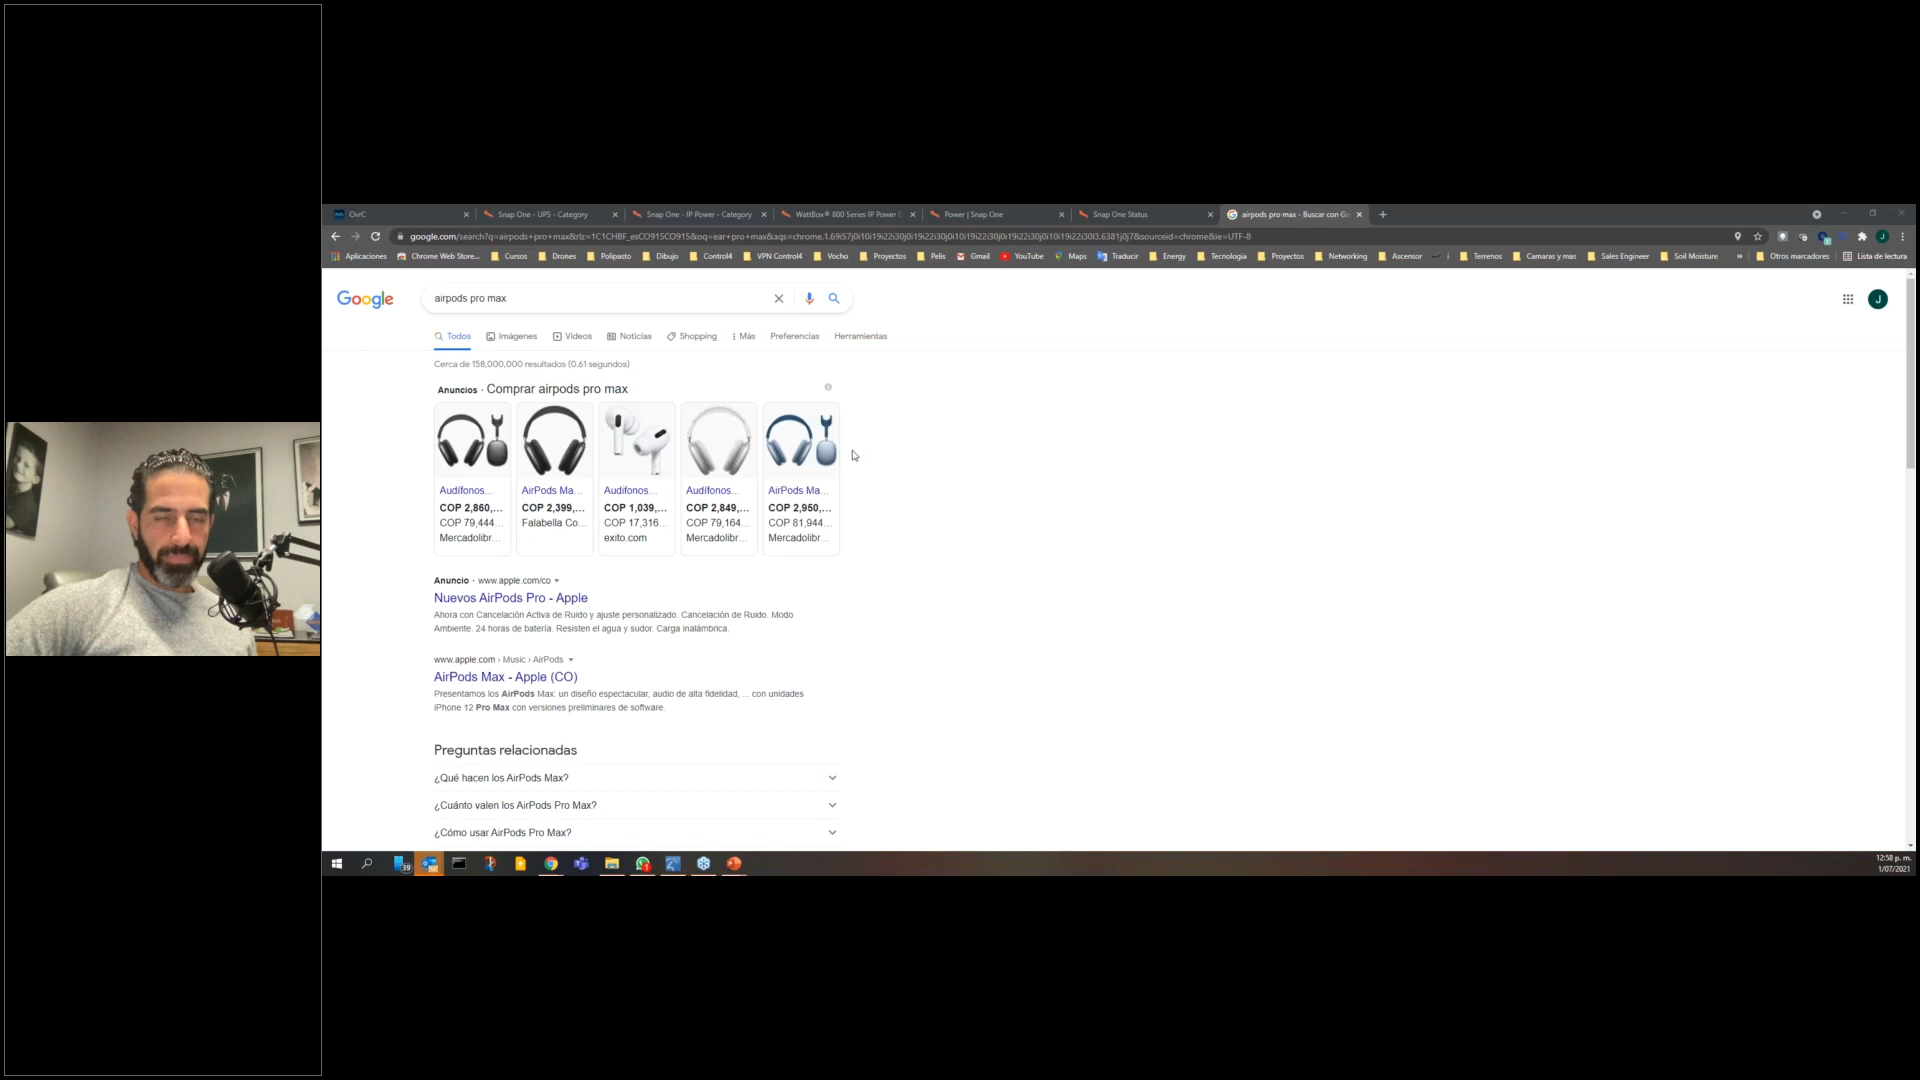 OvrC
Snap One - UPS - Category
Snap One - IP Power - Category
WattBox® 800 Series IP Power C
Power | Snap One
Snap One Status
airpods pro max - Buscar con Go
Aplicaciones
Chrome Web Store...
Cursos
Drones
Polipasto
Dibujo
Control4
VPN Control4
Vocho
Proyectos
Pelis
Gmail
YouTube
Maps
Traducir
Energy
Tecnologia
Proyectos
Networking
Ascensor
i
Terrenos
Camaras y mas
Sales Engineer
Soil Moisture
»
Otros marcadores
Lista de lectura
Google
airpods pro max
J
Todos
Imágenes
Videos
Noticias
Shopping
Más
Preferencias
Herramientas
Cerca de 158,000,000 resultados (0.61 segundos)
Anuncios · Comprar airpods pro max
Audífonos...
COP 2,860,...
COP 79,444...
Mercadolibr...
AirPods Ma...
COP 2,399,...
Falabella Co...
Audifonos...
COP 1,039,...
COP 17,316...
exito.com
Audífonos...
COP 2,849,...
COP 79,164...
Mercadolibr...
AirPods Ma...
COP 2,950,...
COP 81,944...
Mercadolibr...
Anuncio · www.apple.com/co
Nuevos AirPods Pro - Apple
Ahora con Cancelación Activa de Ruido y ajuste personalizado. Cancelación de Ruido. Modo
Ambiente. 24 horas de batería. Resisten el agua y sudor. Carga inalámbrica.
www.apple.com › Music › AirPods
AirPods Max - Apple (CO)
Presentamos los AirPods Max: un diseño espectacular, audio de alta fidelidad, ... con unidades
iPhone 12 Pro Max con versiones preliminares de software.
Preguntas relacionadas
¿Qué hacen los AirPods Max?
¿Cuánto valen los AirPods Pro Max?
¿Cómo usar AirPods Pro Max?
39
12:58 p. m.
1/07/2021